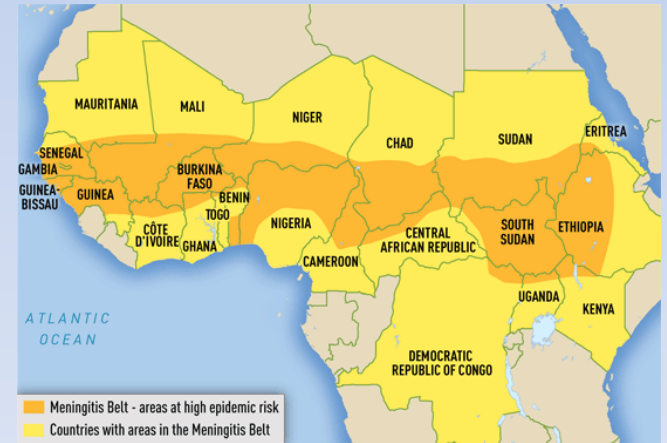 MAURITANIA
MALI
NIGER
CHAD
SUDAN
ERITREA
SENEGAL
GAMBIA
GUINEA-
BISSAU
GUINEA
BURKINA
FASO
BENIN
TOGO
CÔTE
D'IVOIRE
GHANA
NIGERIA
CAMEROON
CENTRAL
AFRICAN REPUBLIC
SOUTH
SUDAN
ETHIOPIA
UGANDA
KENYA
DEMOCRATIC
REPUBLIC OF CONGO
ATLANTIC
OCEAN
Meningitis Belt - areas at high epidemic risk
Countries with areas in the Meningitis Belt